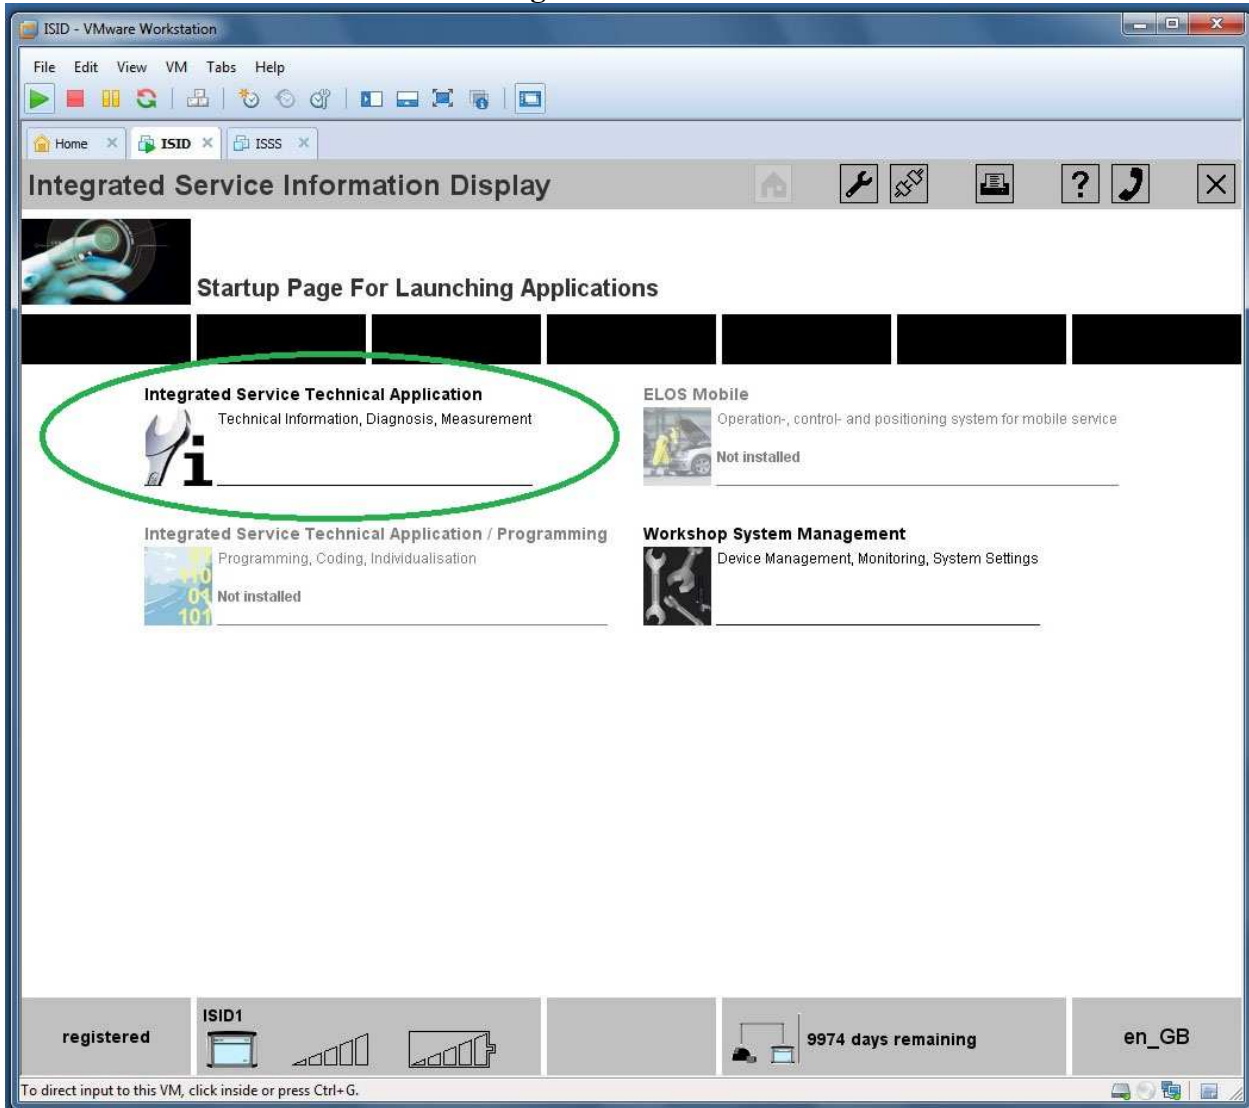 ISID - VMware Workstation
File Edit View VM Tabs Help
Home ISID ISSS
Integrated Service Information Display
?
Startup Page For Launching Applications
Integrated Service Technical Application
Technical Information, Diagnosis, Measurement
ELOS Mobile
Operation-, control- and positioning system for mobile service
Not installed
Integrated Service Technical Application / Programming
Programming, Coding, Individualisation
Not installed
Workshop System Management
Device Management, Monitoring, System Settings
registered
ISID1
9974 days remaining
en_GB
To direct input to this VM, click inside or press Ctrl+G.